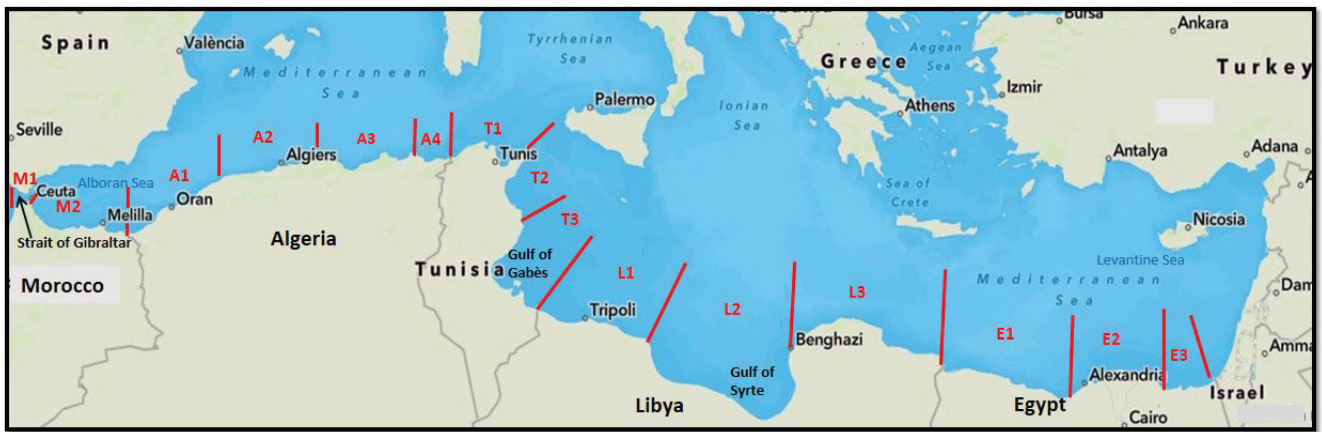 Bursa
Ankara
Spain
València
Tyrrhenian
Sea
Greece
Aegean
Sea
Turkey
Mediterranean
Sea
Izmir
Palermo
Ionian
Sea
Athens
Seville
A2
A3
A4
T1
Algiers
Tunis
Antalya
Adana
M1
Ceuta
Alboran Sea
A1
T2
M2
Oran
Sea of
Crete
Melilla
T3
Nicosia
Strait of Gibraltar
Algeria
Gulf of
Gabès
Levantine Sea
Tunisia
L1
Mediterranean
Sea
Morocco
L3
Dam
Tripoli
L2
E1
E2
Benghazi
E3
Amma
Gulf of
Syrte
Alexandria
Israel
Libya
Egypt
Cairo